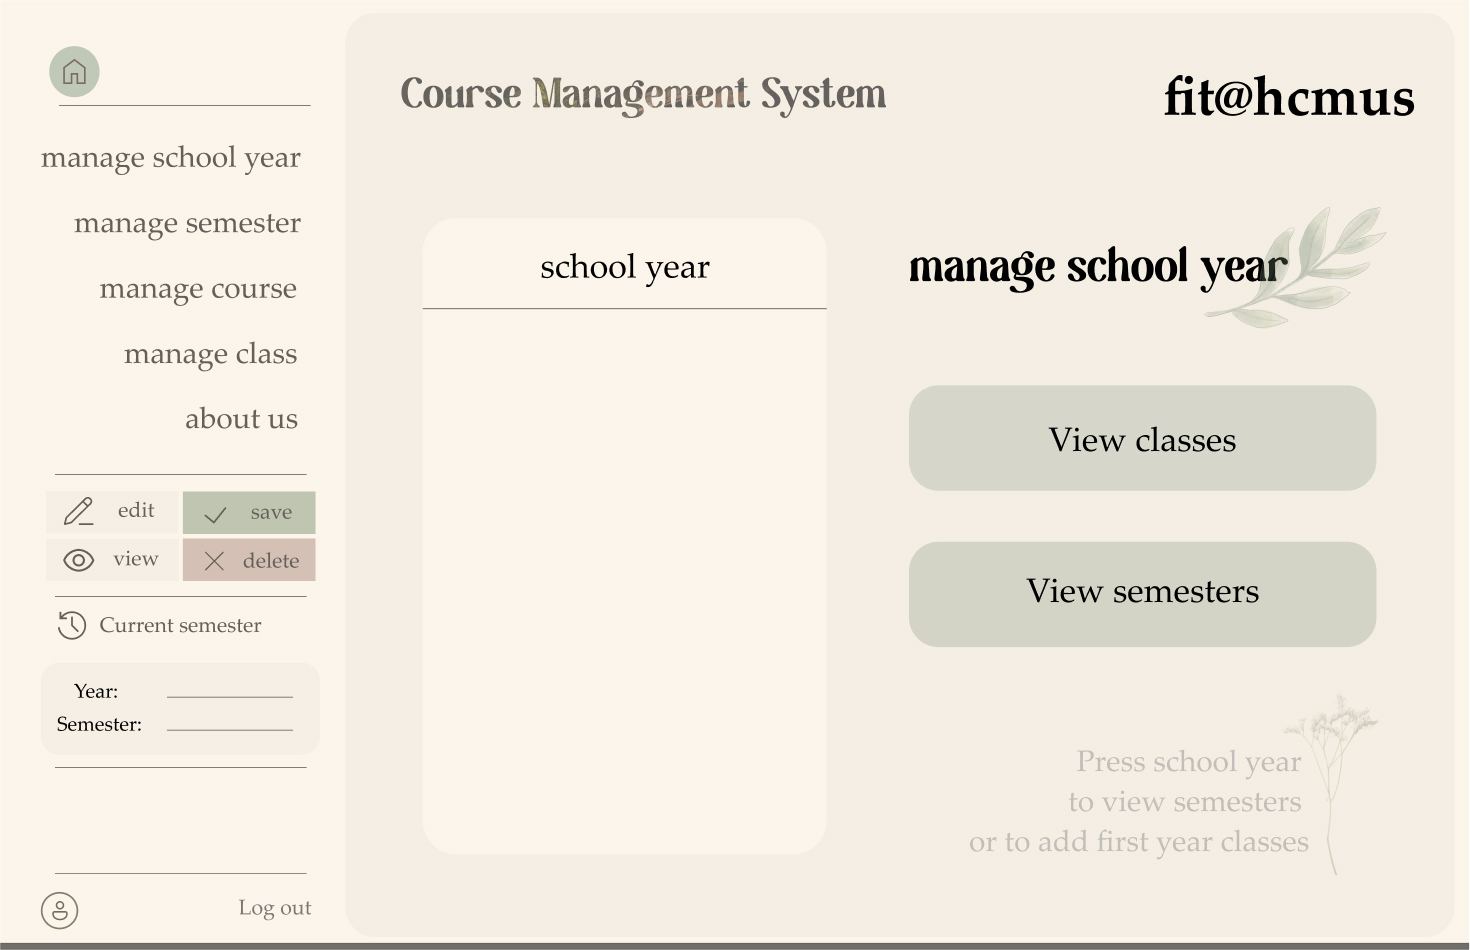 manage school year
manage semester
manage course
manage class
about us
edit
save
view
delete
Current semester
Year:
Semester:
Log out
Course Management System
fit@hcmus
school year
manage school year
View classes
View semesters
Press school year
to view semesters
or to add first year classes